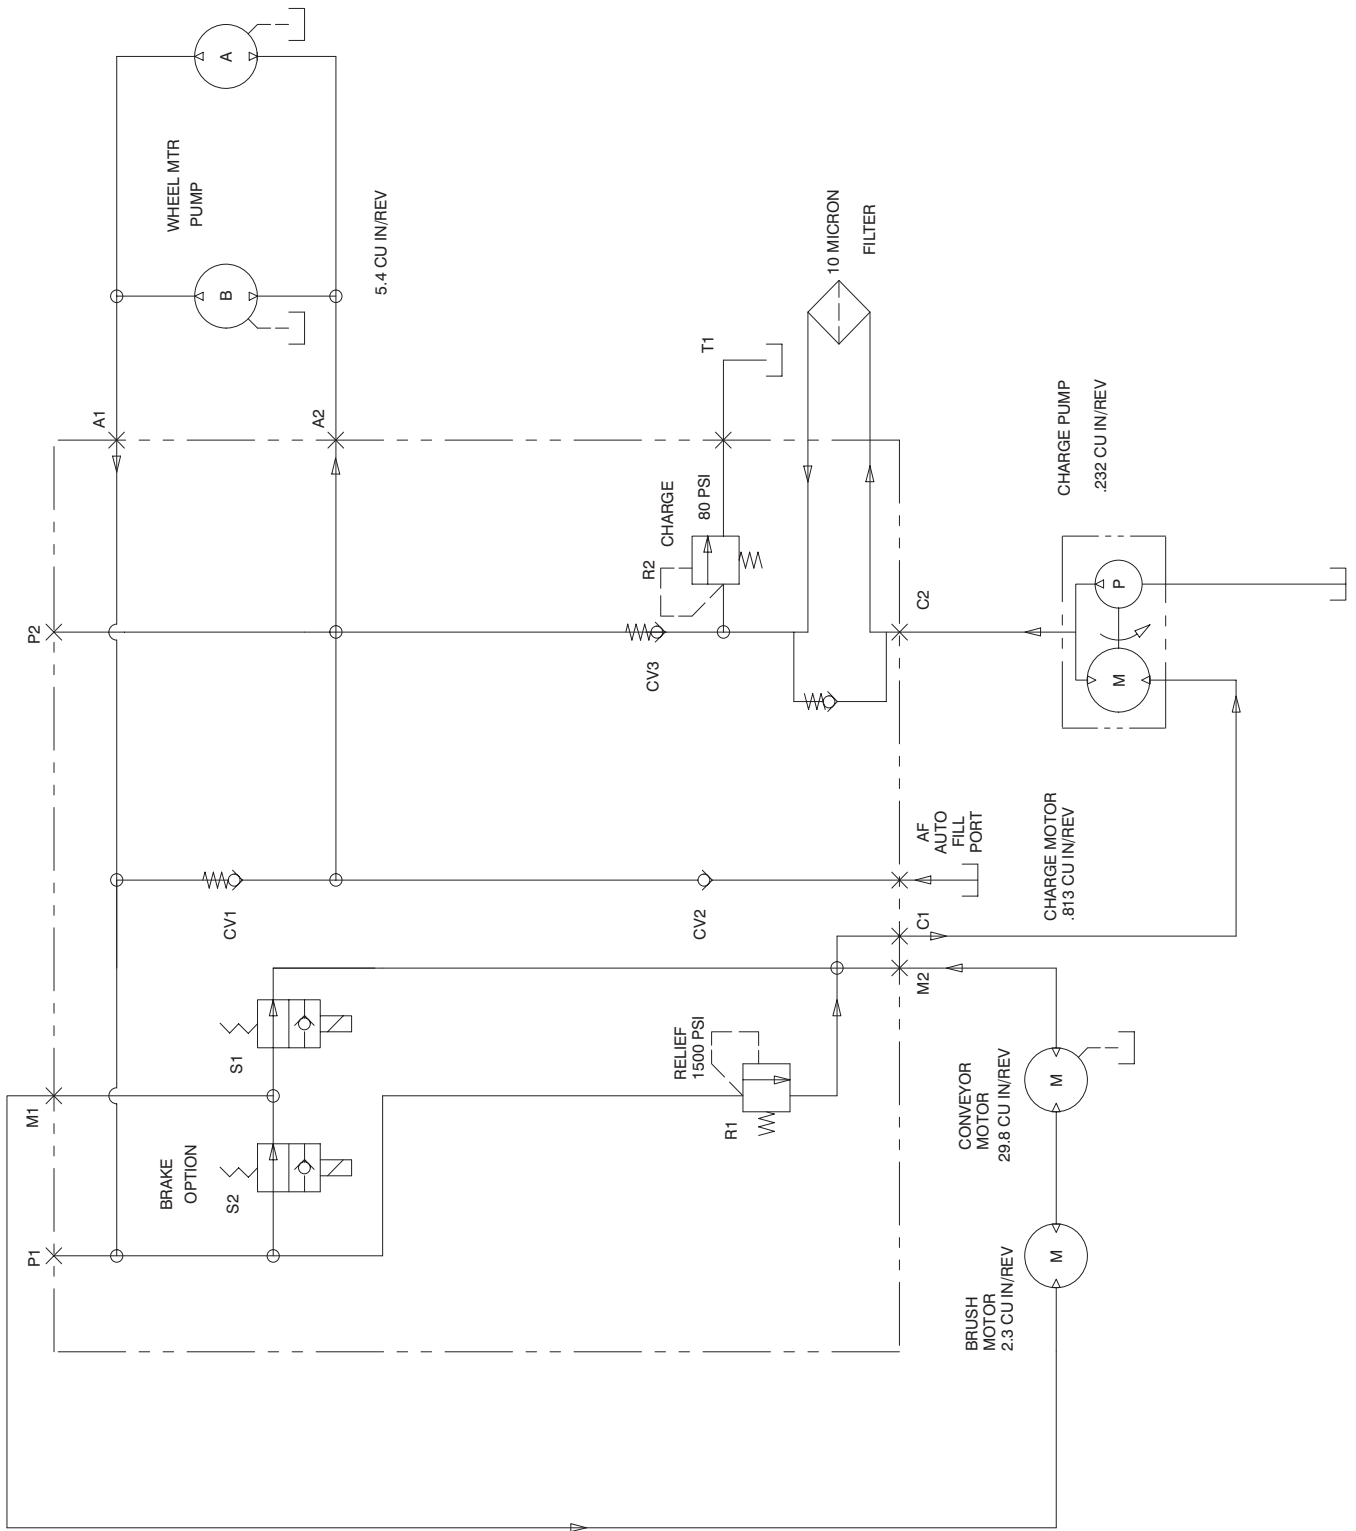 A
WHEEL MTR
PUMP
B
5.4 CU IN/REV
A1
A2
T1
10 MICRON
FILTER
P2
R2
CHARGE
80 PSI
CV3
C2
CHARGE PUMP
.232 CU IN/REV
P
M
CV1
CV2
AF
AUTO
FILL
PORT
C1
M2
CHARGE MOTOR
.813 CU IN/REV
M1
S1
RELIEF
1500 PSI
R1
BRAKE
OPTION
S2
P1
CONVEYOR
MOTOR
29.8 CU IN/REV
M
BRUSH
MOTOR
2.3 CU IN/REV
M